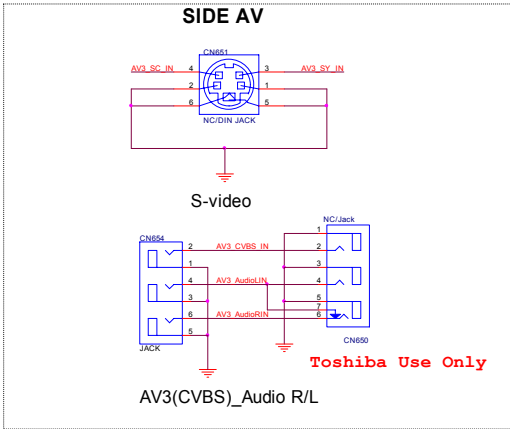 SIDE AV
CN651
AV3_SC_IN 4 3 AV3_SY_IN
2 1
6 5
NC/DIN JACK
S-video
NC/Jack
1
CN654
2 AV3_CVBS_IN 2
1 3
4 AV3_AudioLIN 4
3 5
7
6 AV3_AudioRIN 6
5
JACK
CN650
Toshiba Use Only
AV3(CVBS)_Audio R/L